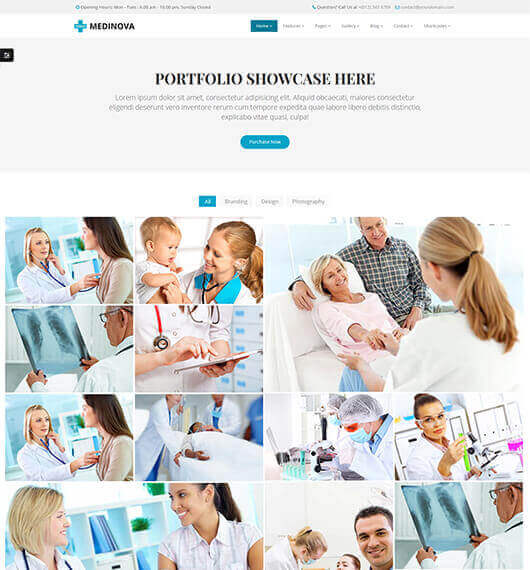 Opening Hours: Mon - Tues : 6.00 am - 10.00 pm, Sunday Closed
Question? Call us at
contact@yourdomain.com
MEDINOVA
Home
Features
Pages
Gallery
Blog
Contact
Shortcodes
PORTFOLIO SHOWCASE HERE
Lorem ipsum dolor sit amet, consectetur adipisicing elit. Aliquid obcaecati, maiores consectetur
eligendi deserunt vero inventore rerum cum tempore expedita quae labore libero debitis distinctio,
explicabo vitae quasi, culpa!
Purchase Now
All
Branding
Design
Photography